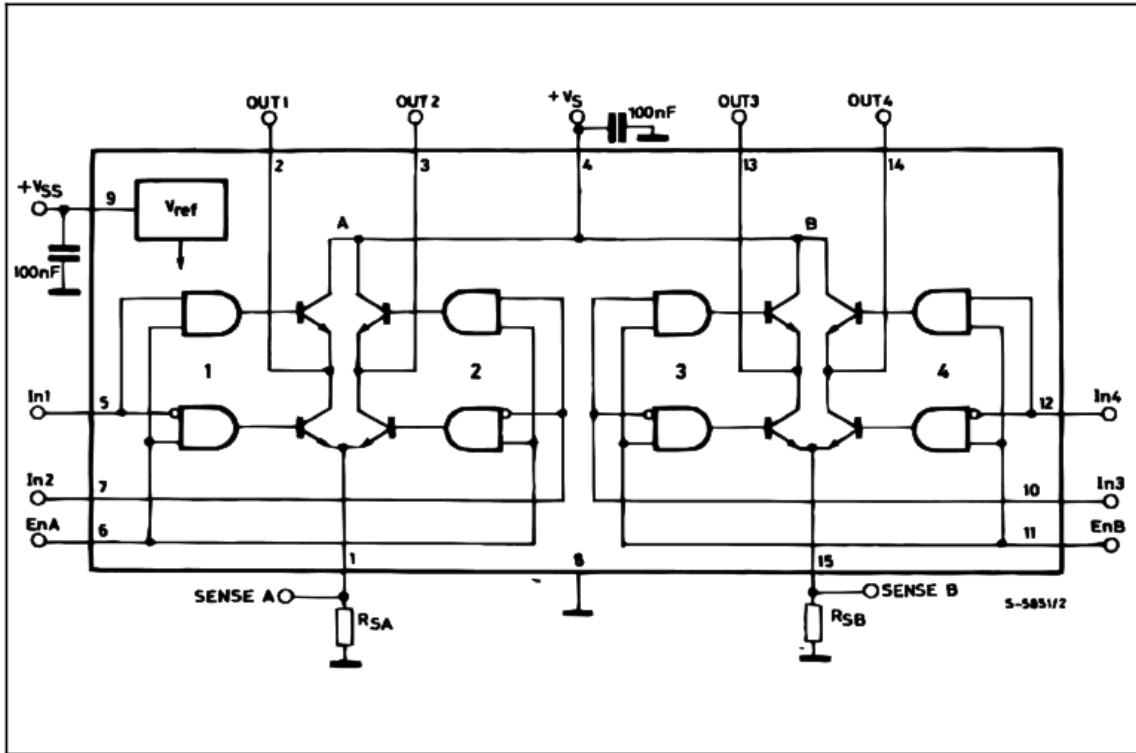 OUT1 OUT2 +VS 100nF OUT3 OUT4
2 3 4 13 14
+VSS 9 Vref
A B
100nF
1 2 3 4
In1 5 12 In4
In2 7 10 In3
EnA 6 11 EnB
1 8 15
SENSE A SENSE B S-5851/2
RSA RSB